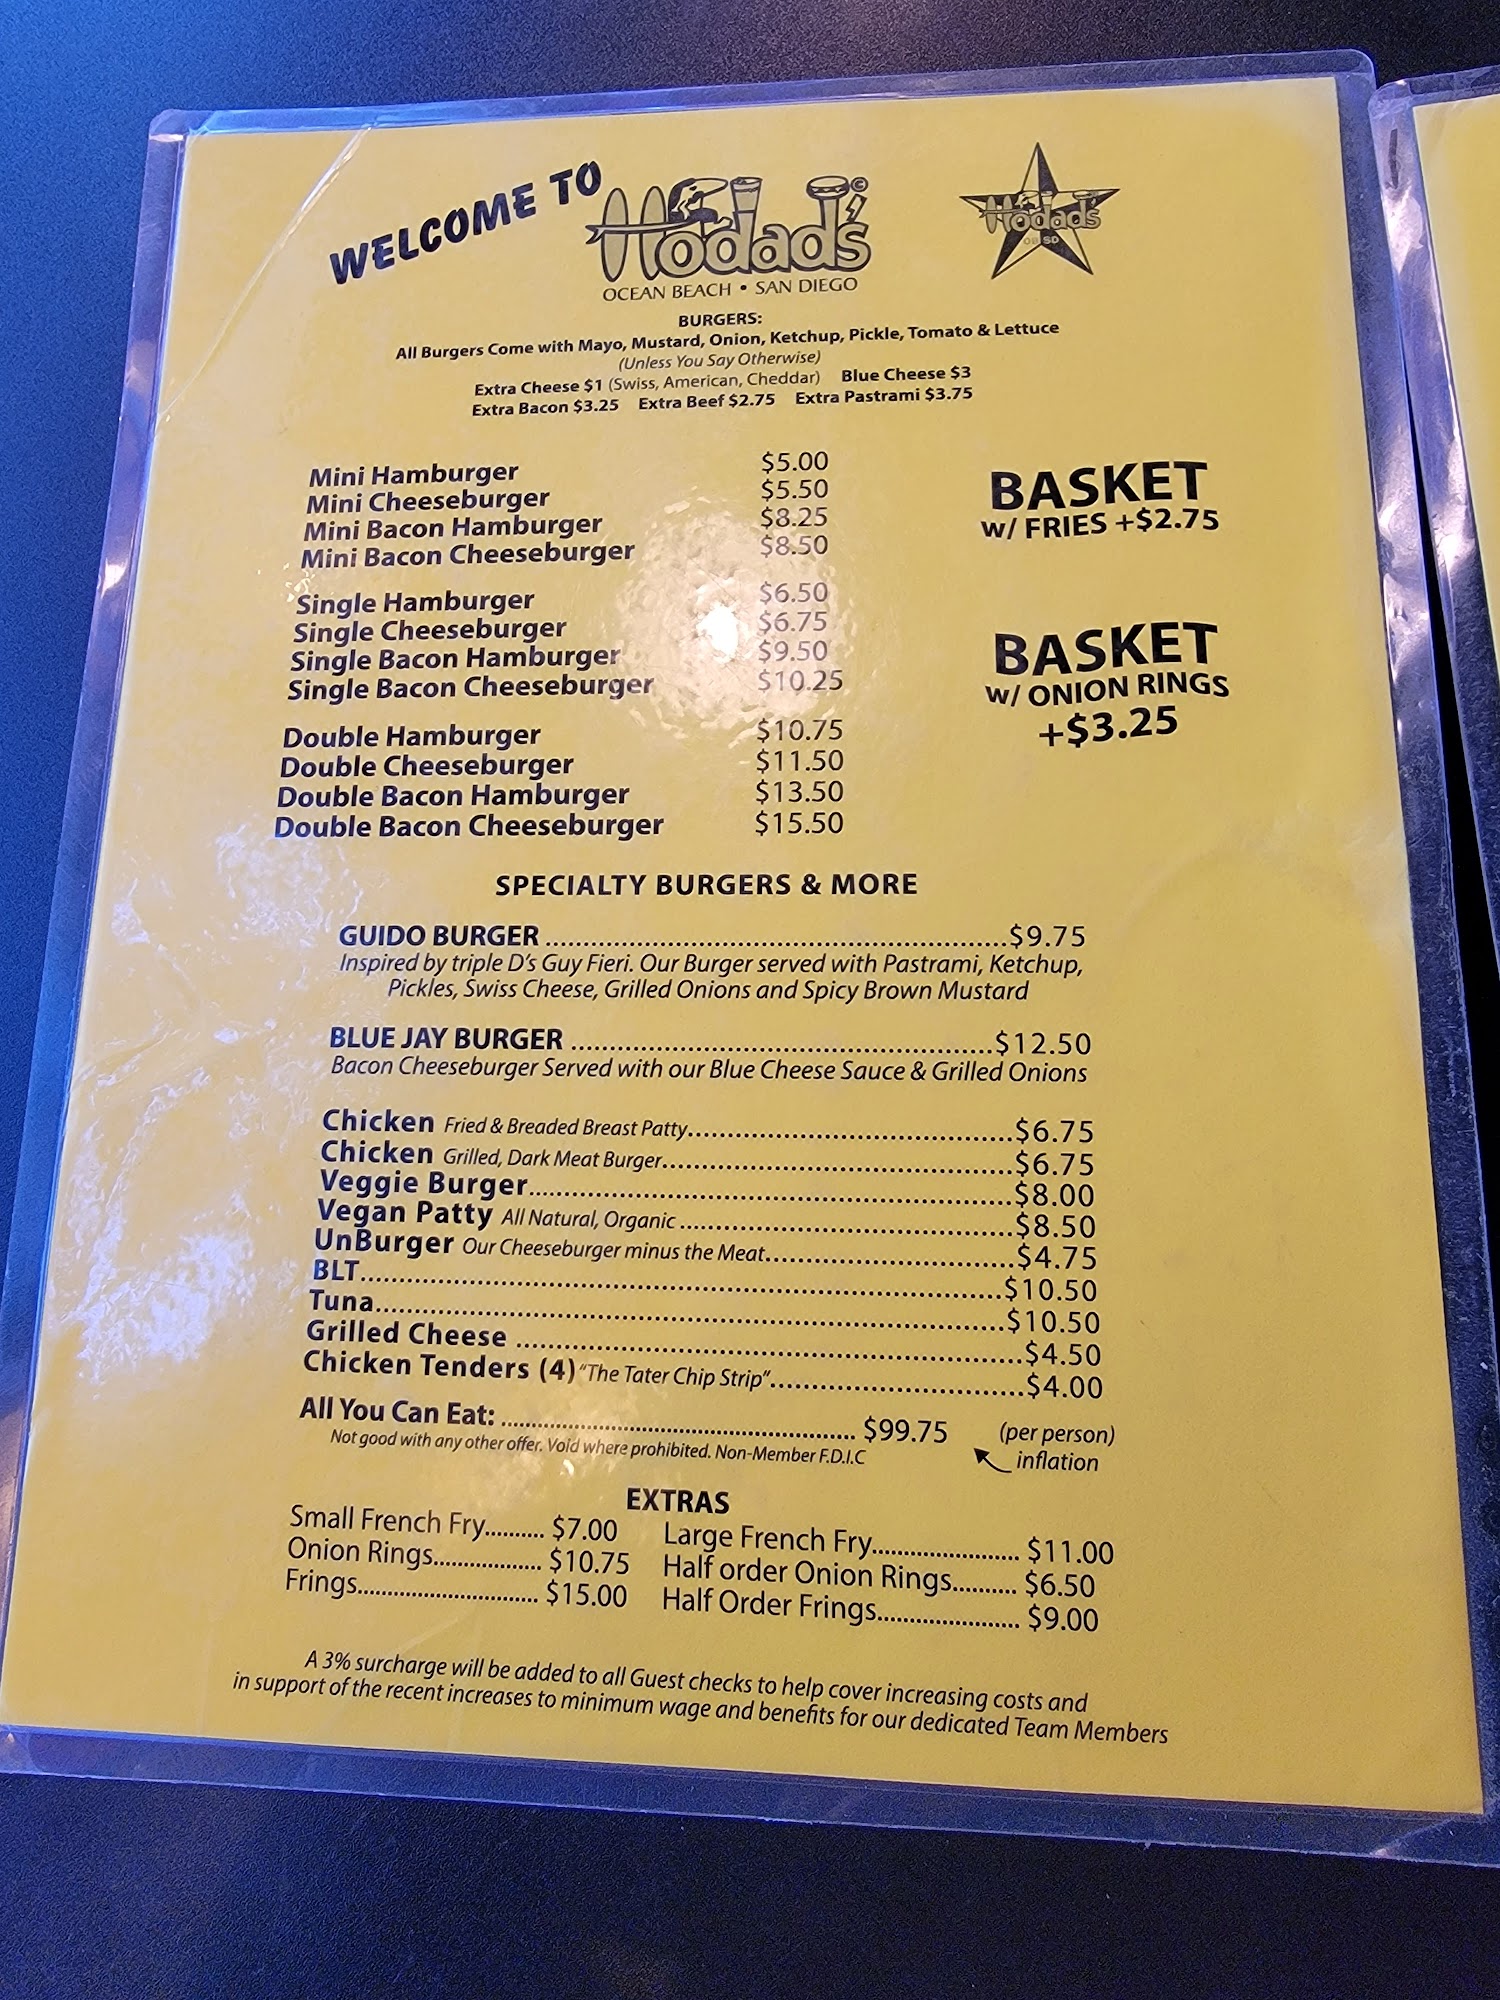 WELCOME TO
Hodad's ©
OCEAN BEACH • SAN DIEGO
Hodad's
OB SD
BURGERS:
All Burgers Come with Mayo, Mustard, Onion, Ketchup, Pickle, Tomato & Lettuce
(Unless You Say Otherwise)
Extra Cheese $1 (Swiss, American, Cheddar) Blue Cheese $3
Extra Bacon $3.25 Extra Beef $2.75 Extra Pastrami $3.75
Mini Hamburger $5.00
Mini Cheeseburger $5.50
Mini Bacon Hamburger $8.25
Mini Bacon Cheeseburger $8.50
Single Hamburger $6.50
Single Cheeseburger $6.75
Single Bacon Hamburger $9.50
Single Bacon Cheeseburger $10.25
Double Hamburger $10.75
Double Cheeseburger $11.50
Double Bacon Hamburger $13.50
Double Bacon Cheeseburger $15.50
BASKET
W/ FRIES +$2.75
BASKET
W/ ONION RINGS
+$3.25
SPECIALTY BURGERS & MORE
GUIDO BURGER ........ $9.75
Inspired by triple D's Guy Fieri. Our Burger served with Pastrami, Ketchup,
Pickles, Swiss Cheese, Grilled Onions and Spicy Brown Mustard
BLUE JAY BURGER ........ $12.50
Bacon Cheeseburger Served with our Blue Cheese Sauce & Grilled Onions
Chicken Fried & Breaded Breast Patty........ $6.75
Chicken Grilled, Dark Meat Burger........ $6.75
Veggie Burger........ $8.00
Vegan Patty All Natural, Organic ........ $8.50
UnBurger Our Cheeseburger minus the Meat........ $4.75
BLT........ $10.50
Tuna........ $10.50
Grilled Cheese ........ $4.50
Chicken Tenders (4) "The Tater Chip Strip"........ $4.00
All You Can Eat: ........ $99.75 (per person)
Not good with any other offer. Void where prohibited. Non-Member F.D.I.C
inflation
EXTRAS
Small French Fry........ $7.00 Large French Fry........ $11.00
Onion Rings........ $10.75 Half order Onion Rings........ $6.50
Frings........ $15.00 Half Order Frings........ $9.00
A 3% surcharge will be added to all Guest checks to help cover increasing costs and
in support of the recent increases to minimum wage and benefits for our dedicated Team Members